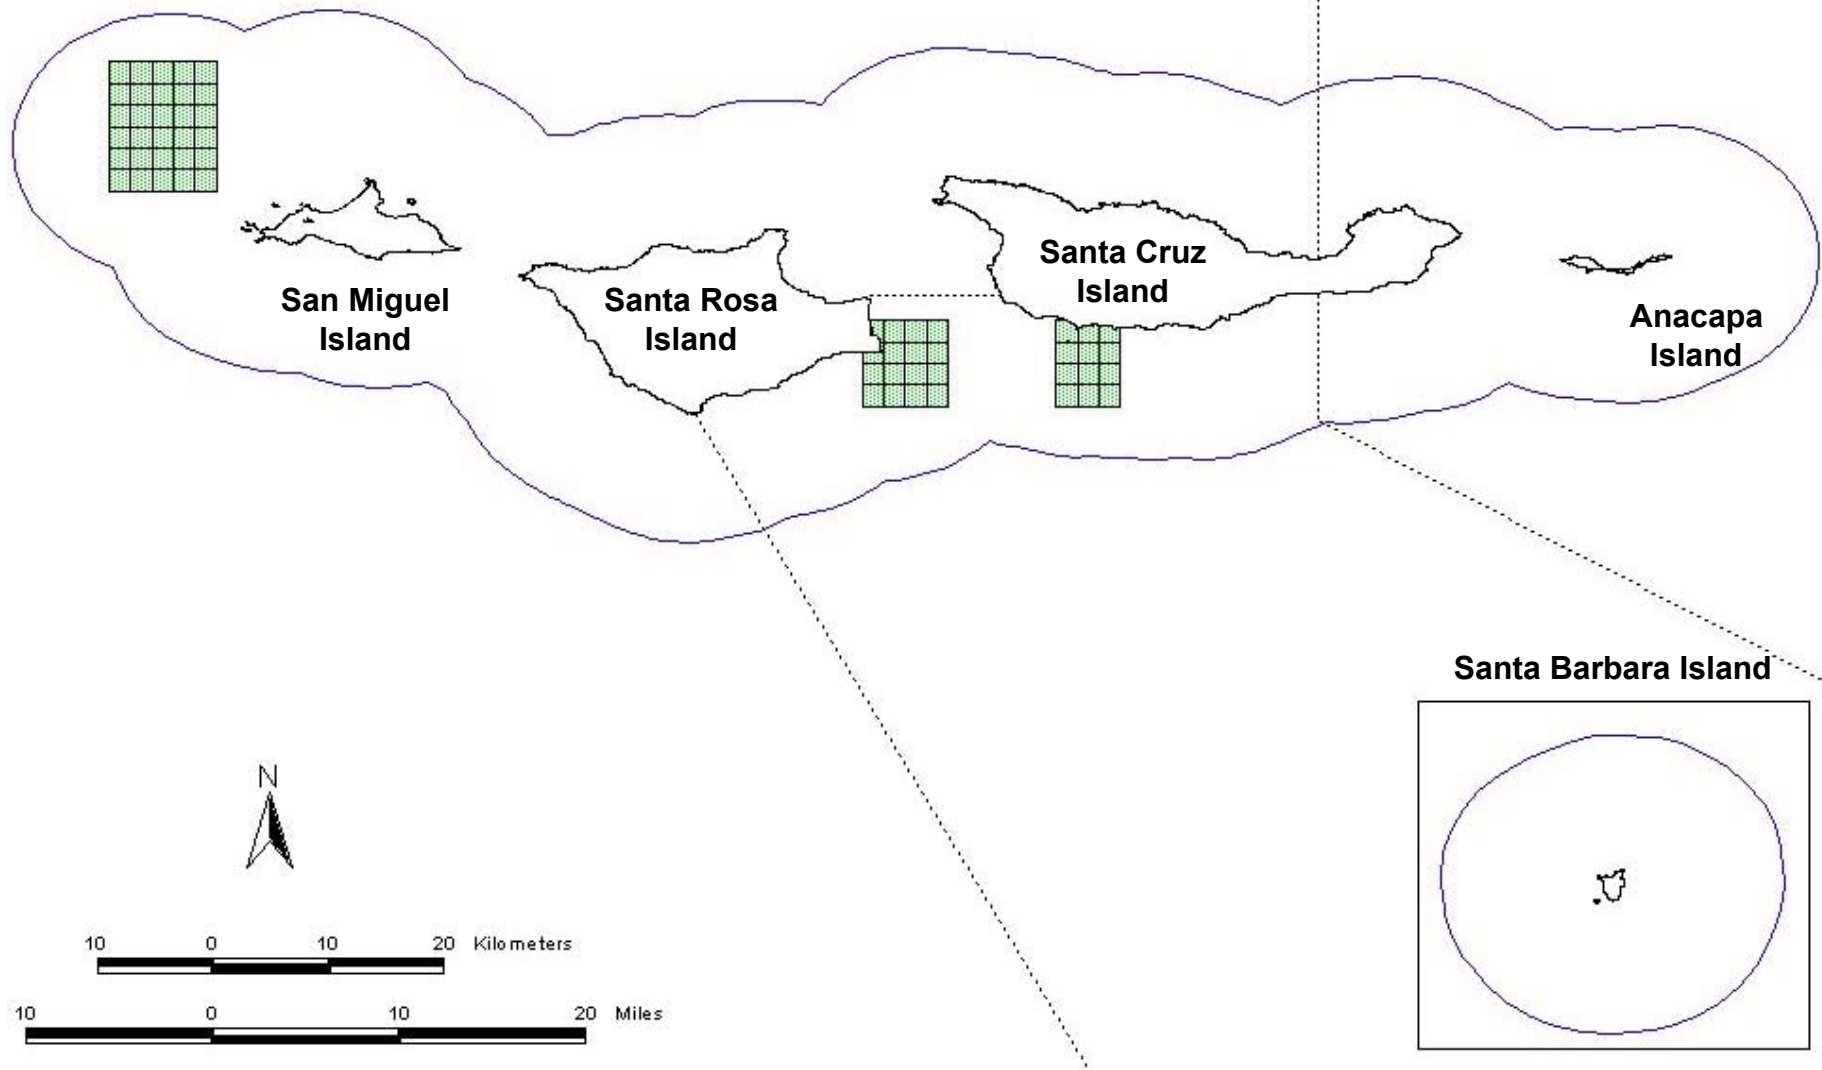 Santa Cruz
Island
San Miguel
Island
Santa Rosa
Island
Anacapa
Island
Santa Barbara Island
N
10 0 10 20 Kilometers
10 0 10 20 Miles